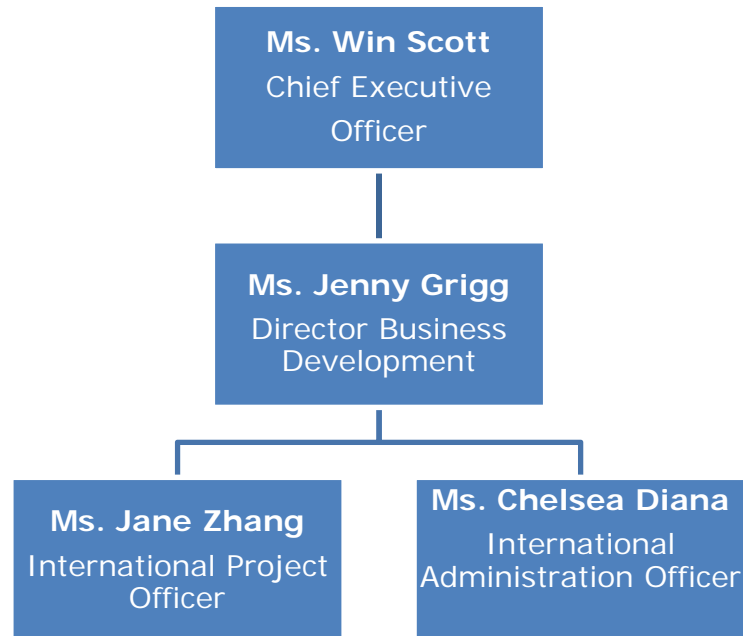 Ms. Win Scott
Chief Executive
Officer
Ms. Jenny Grigg
Director Business
Development
Ms. Jane Zhang
International Project
Officer
Ms. Chelsea Diana
International
Administration Officer